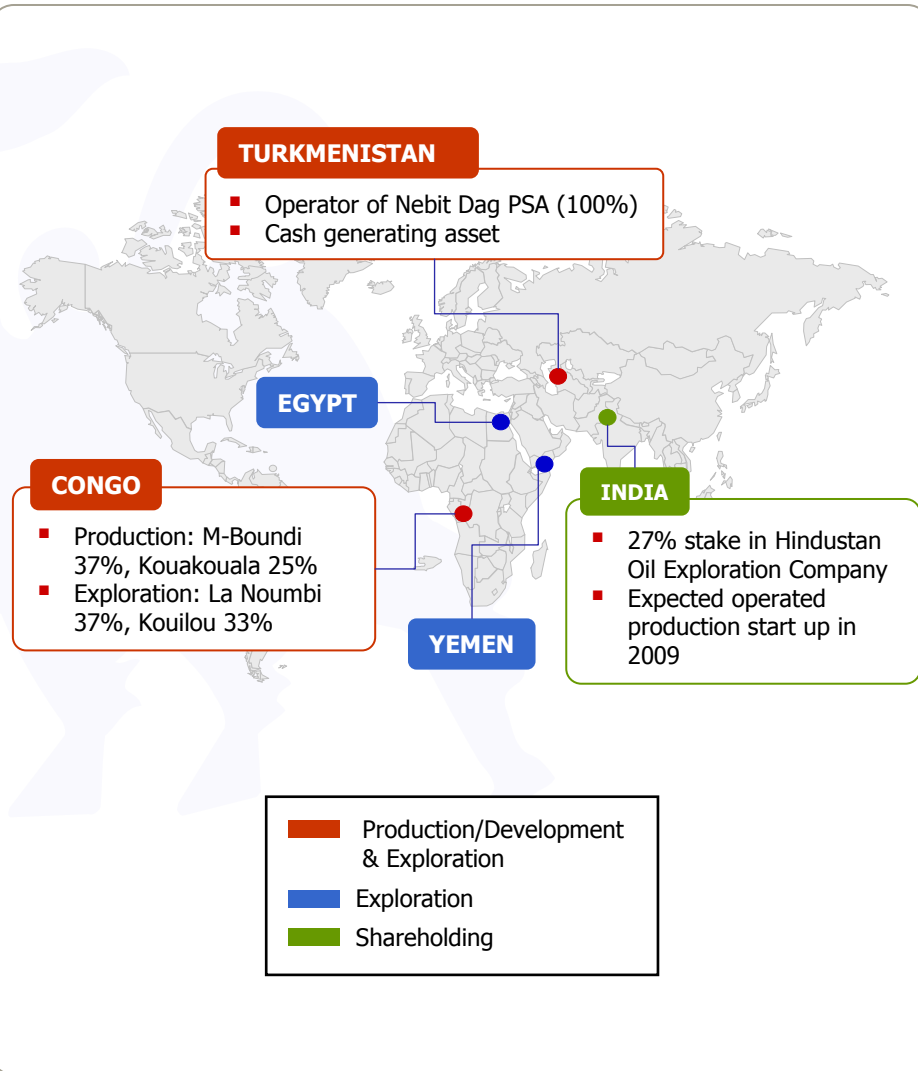 TURKMENISTAN
▪ Operator of Nebit Dag PSA (100%)
▪ Cash generating asset
EGYPT
CONGO
▪ Production: M-Boundi
37%, Kouakouala 25%
▪ Exploration: La Noumbi
37%, Kouilou 33%
YEMEN
INDIA
▪ 27% stake in Hindustan
Oil Exploration Company
▪ Expected operated
production start up in
2009
Production/Development
& Exploration
Exploration
Shareholding